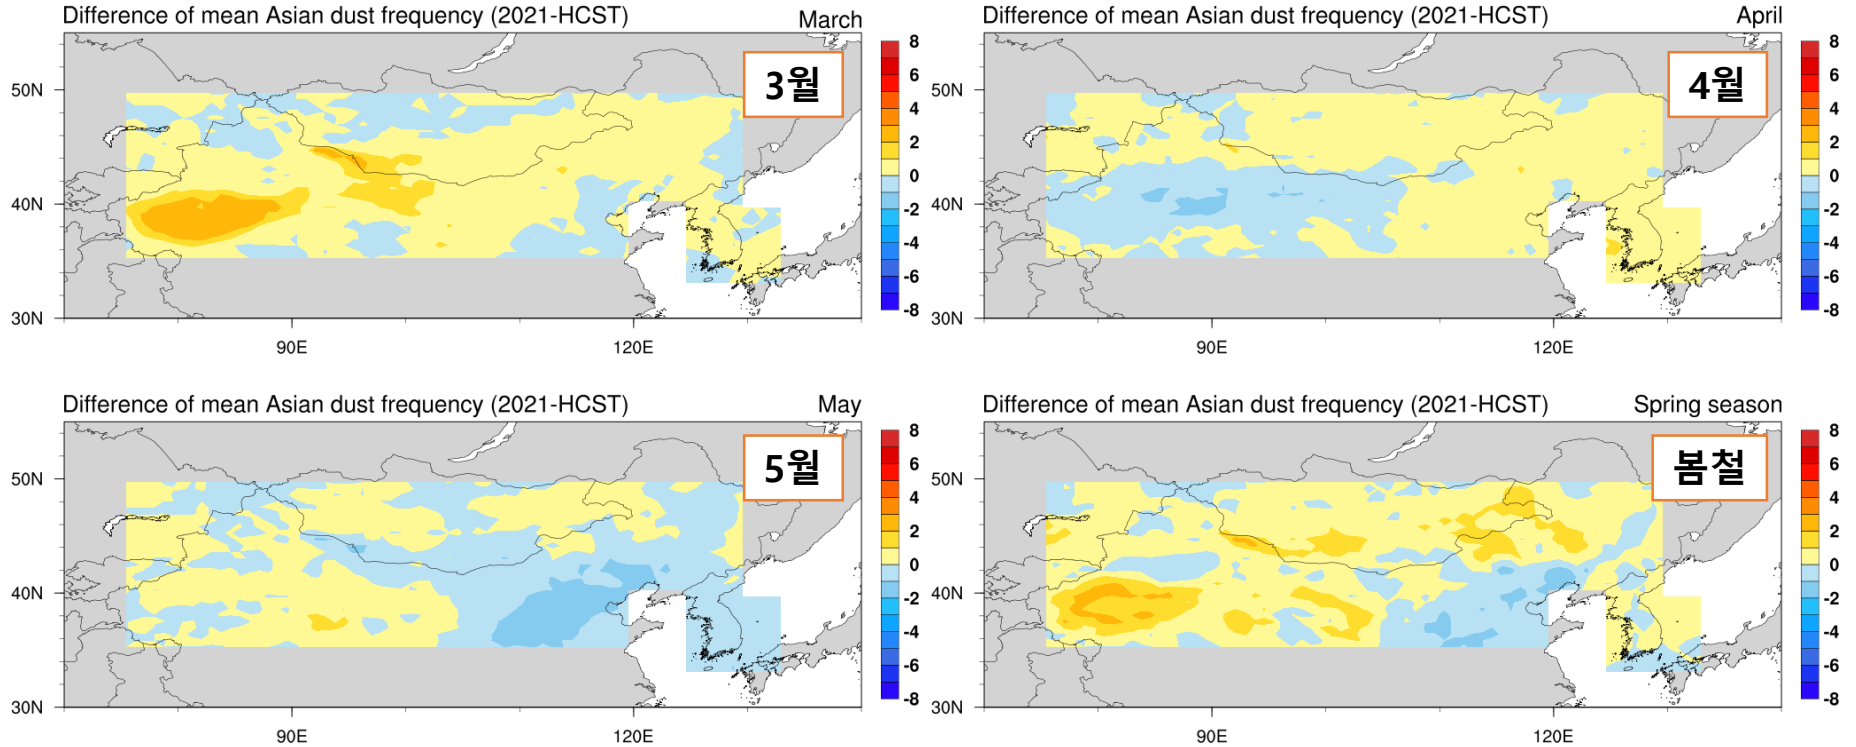 Difference of mean Asian dust frequency (2021-HCST) March
3월
50N
40N
30N
90E 120E
8
6
4
2
0
-2
-4
-6
-8
Difference of mean Asian dust frequency (2021-HCST) April
4월
50N
40N
30N
90E 120E
8
6
4
2
0
-2
-4
-6
-8
Difference of mean Asian dust frequency (2021-HCST) May
5월
50N
40N
30N
90E 120E
8
6
4
2
0
-2
-4
-6
-8
Difference of mean Asian dust frequency (2021-HCST) Spring season
봄철
50N
40N
30N
90E 120E
8
6
4
2
0
-2
-4
-6
-8